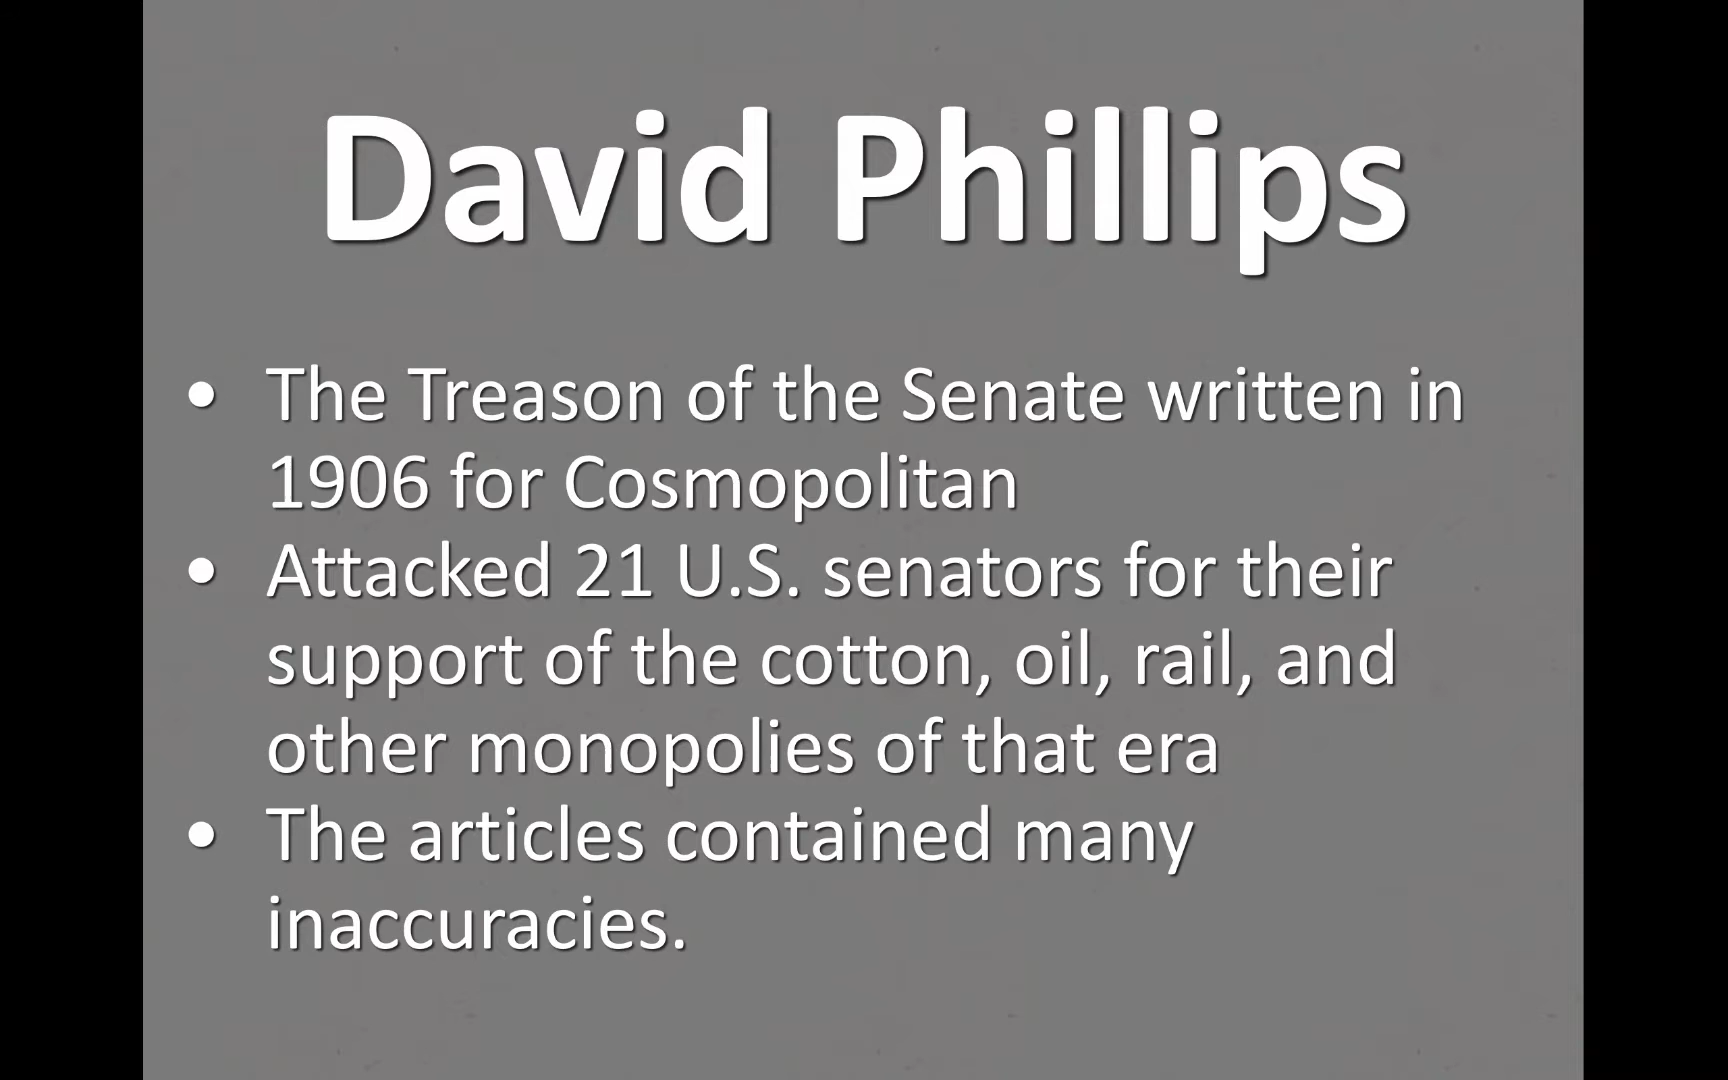 David Phillips
• The Treason of the Senate written in
1906 for Cosmopolitan
• Attacked 21 U.S. senators for their
support of the cotton, oil, rail, and
other monopolies of that era
• The articles contained many
inaccuracies.